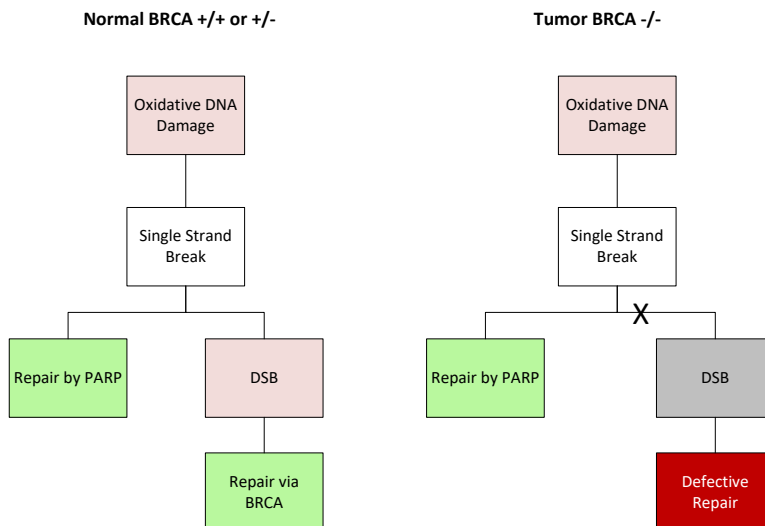 Normal BRCA +/+ or +/-
Tumor BRCA -/-
Oxidative DNA
Damage
Oxidative DNA
Damage
Single Strand
Break
Single Strand
Break
X
Repair by PARP
DSB
Repair by PARP
DSB
Repair via
BRCA
Defective
Repair